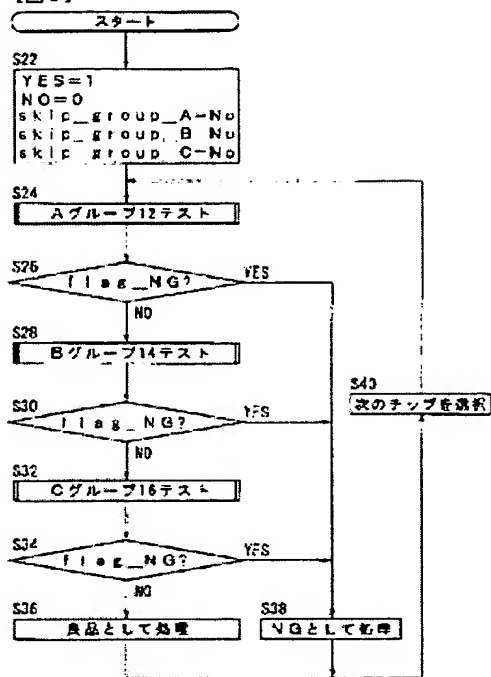 スタート
S22
YES=1
NO=0
skip_group_A=No
skip_group_B No
skip_group C=No
S24
Aグループ12テスト
S26
flag_NG?
YES
NO
S28
Bグループ14テスト
S30
flag_NG?
YES
NO
S40
次のチップを選択
S32
Cグループ16テスト
S34
flag_NG?
YES
NO
S36
良品として処理
S38
NGとして処理